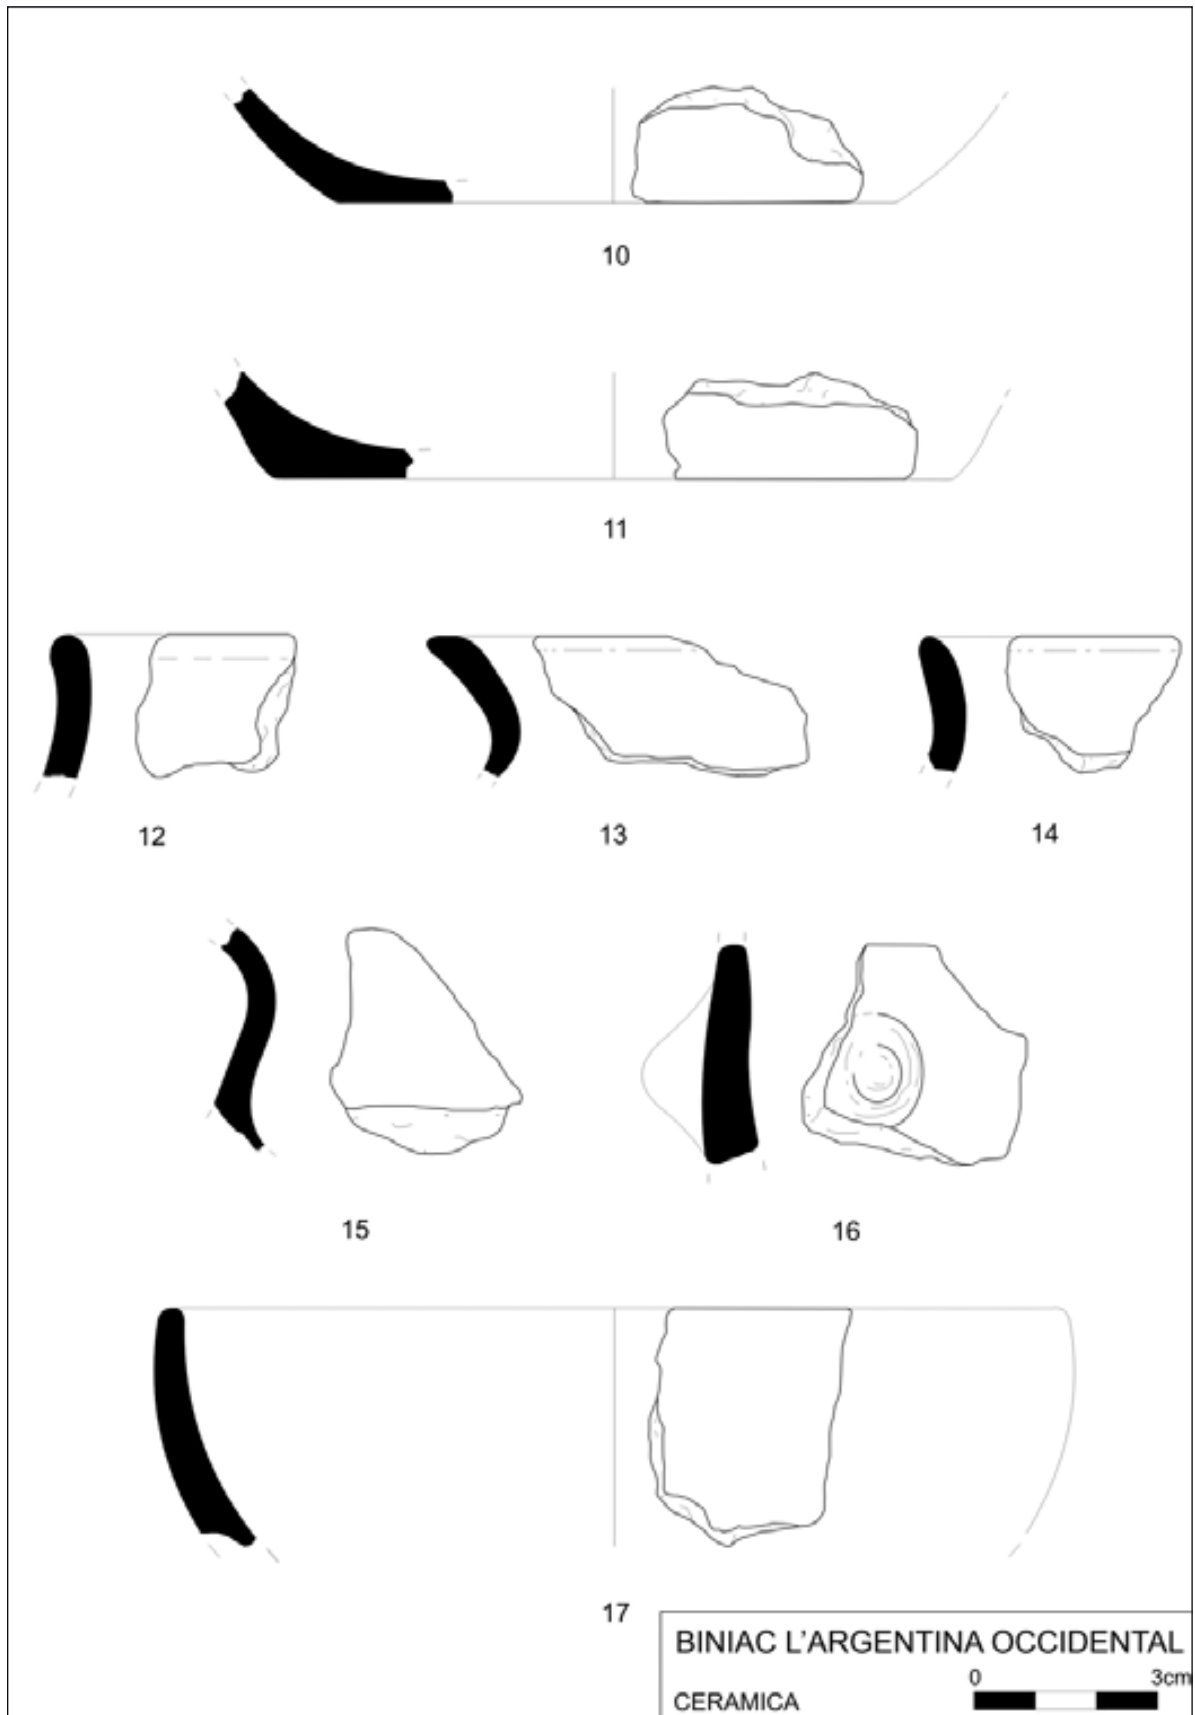 10
11
12 13 14
15 16
17
BINIAC L'ARGENTINA OCCIDENTAL
0 3cm
CERAMICA